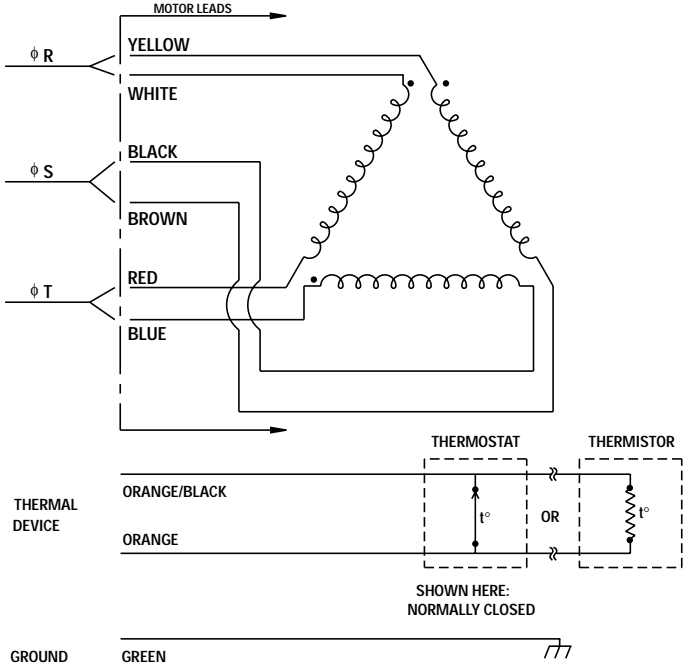 MOTOR LEADS
ϕ R
YELLOW
WHITE
ϕ S
BLACK
BROWN
ϕ T
RED
BLUE
THERMOSTAT
THERMISTOR
THERMAL
DEVICE
ORANGE/BLACK
ORANGE
t°
OR
t°
SHOWN HERE:
NORMALLY CLOSED
GROUND
GREEN